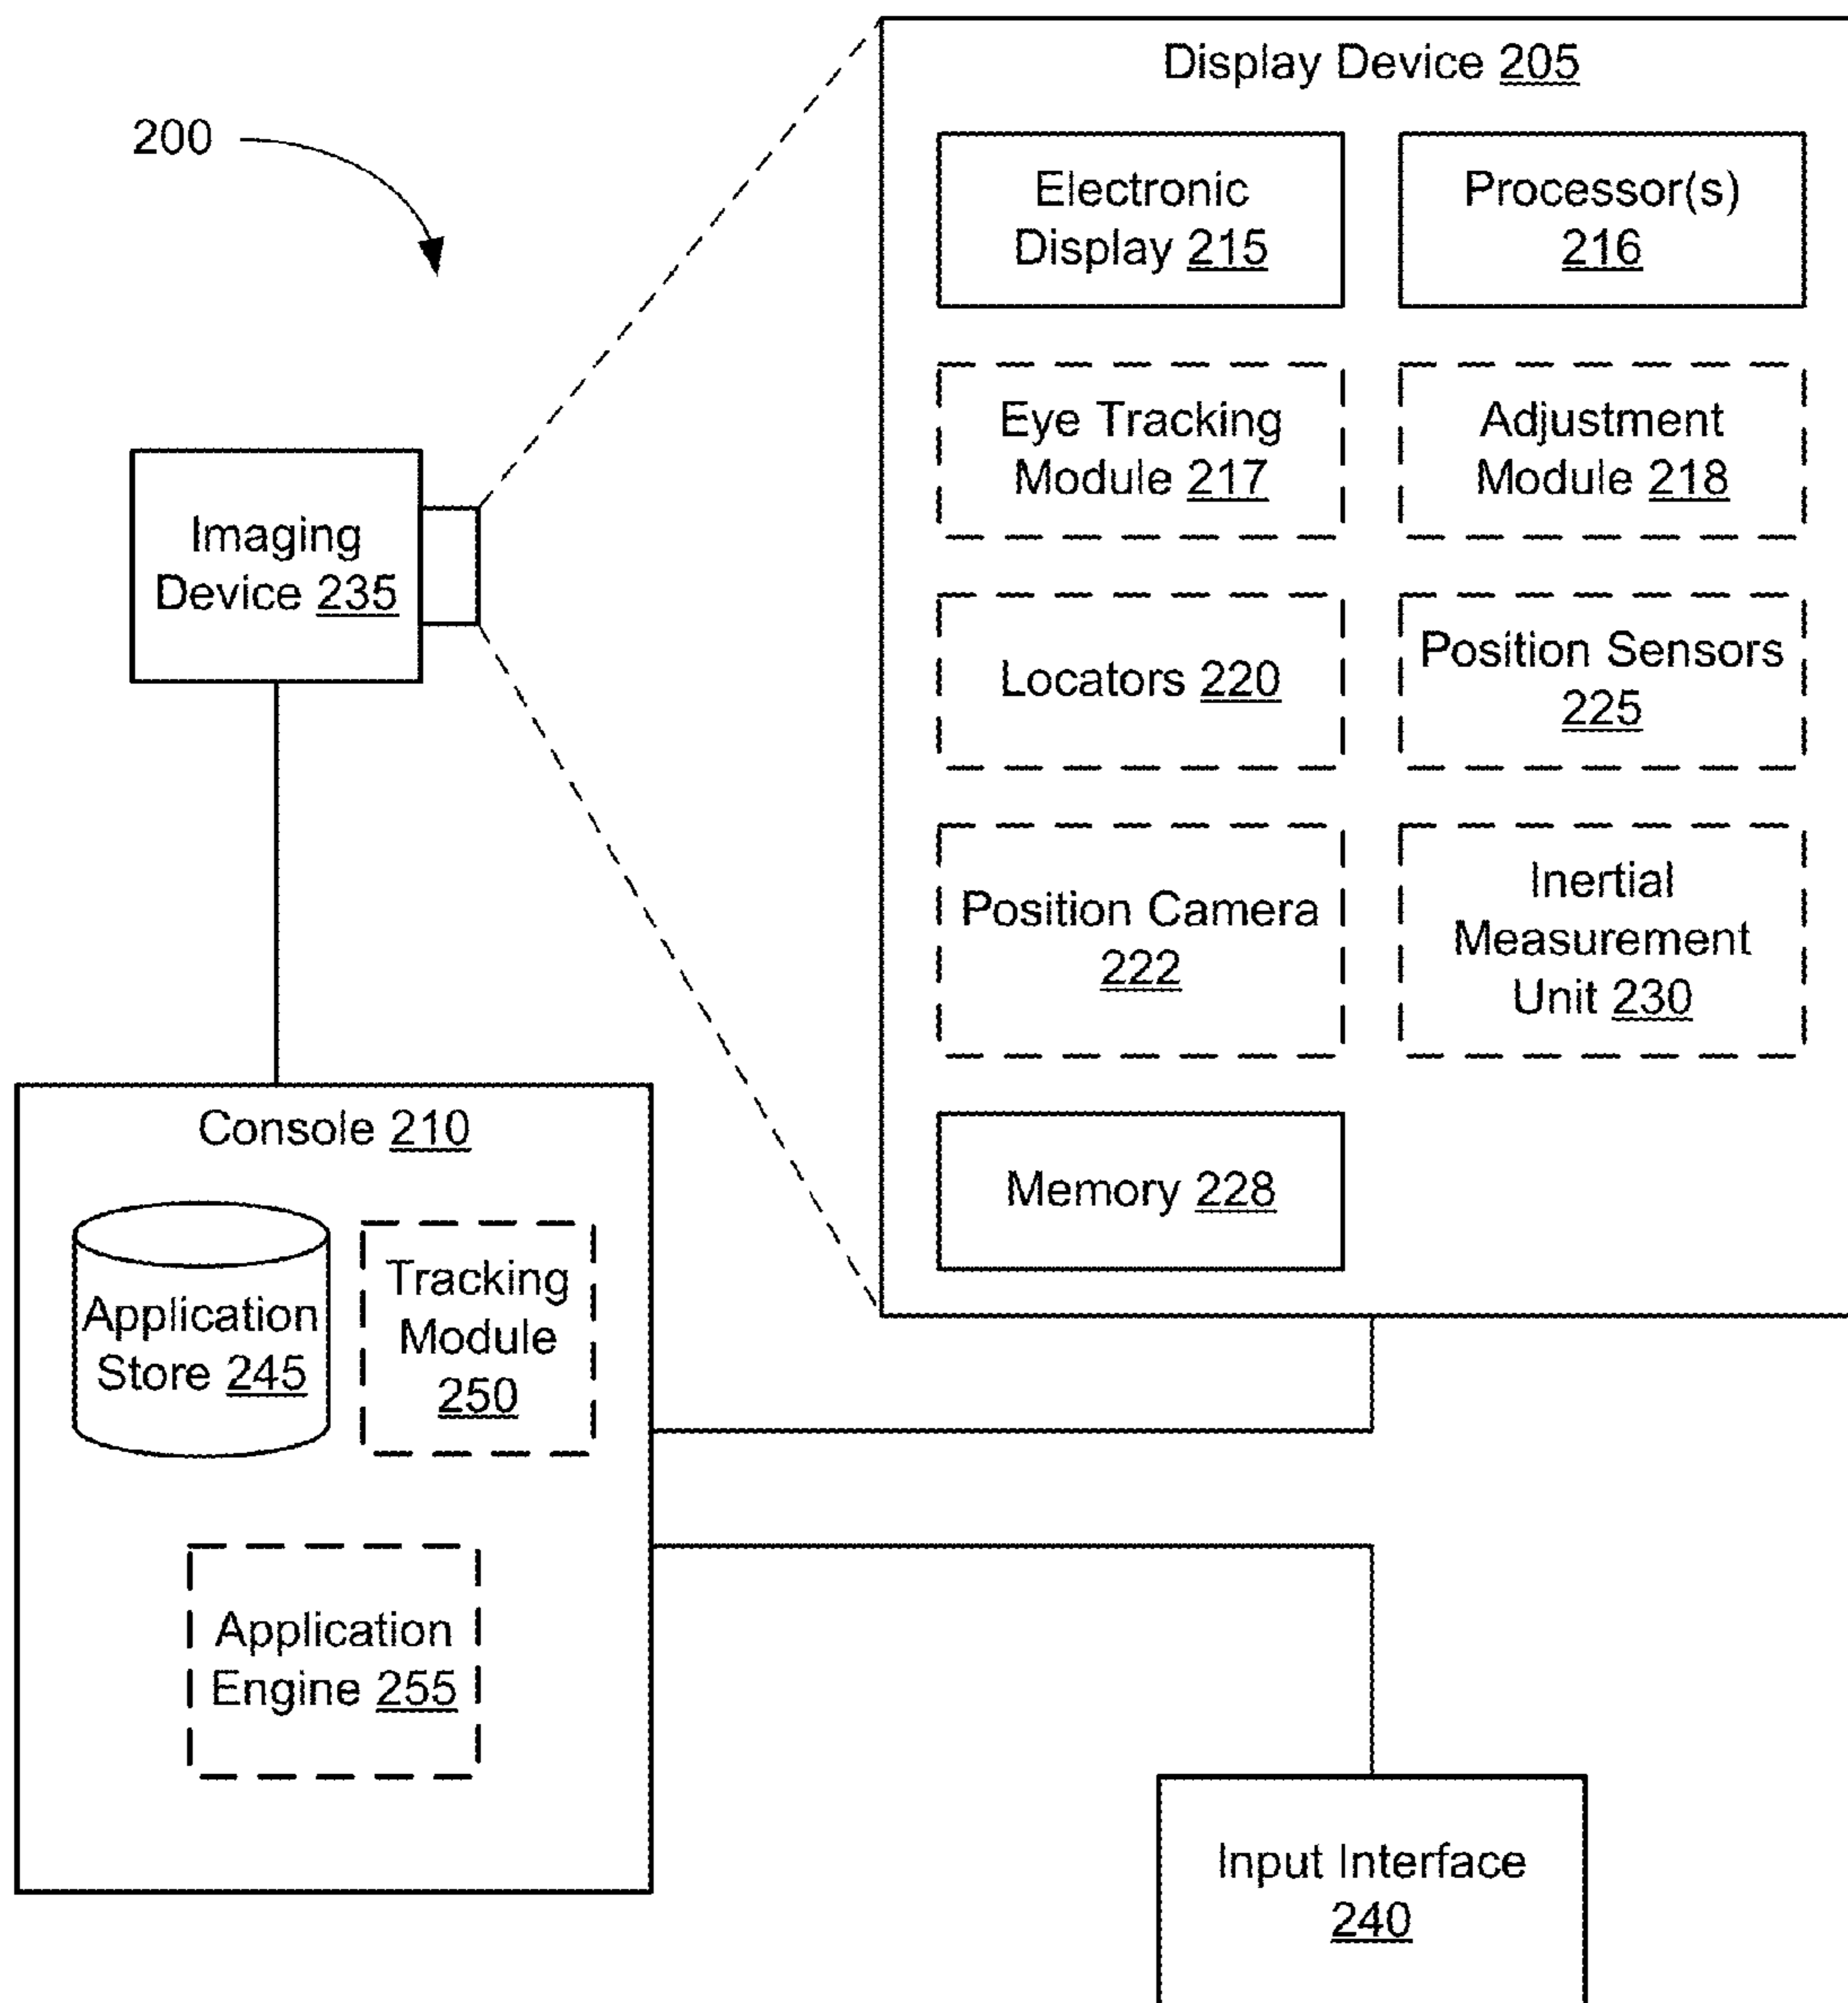 200
Display Device 205
Electronic
Display 215
Processor(s)
216
Eye Tracking
Module 217
Adjustment
Module 218
Locators 220
Position Sensors
225
Position Camera
222
Inertial
Measurement
Unit 230
Memory 228
Imaging
Device 235
Console 210
Application
Store 245
Tracking
Module
250
Application
Engine 255
Input Interface
240